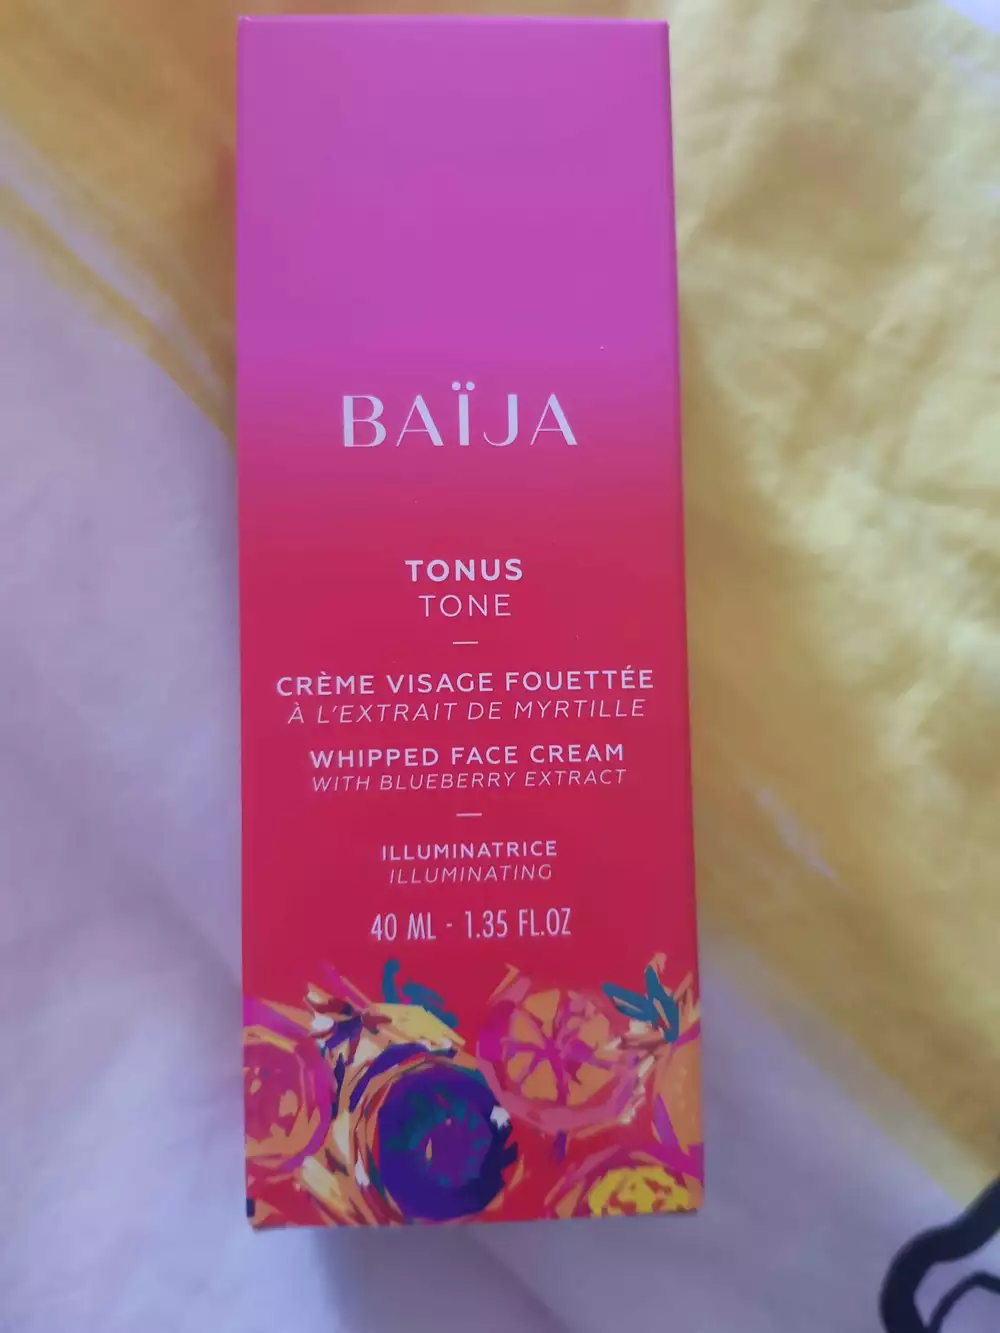 BAÏJA
TONUS
TONE
CRÈME VISAGE FOUETTÉE
À L'EXTRAIT DE MYRTILLE
WHIPPED FACE CREAM
WITH BLUEBERRY EXTRACT
ILLUMINATRICE
ILLUMINATING
40 ML - 1.35 FL.OZ